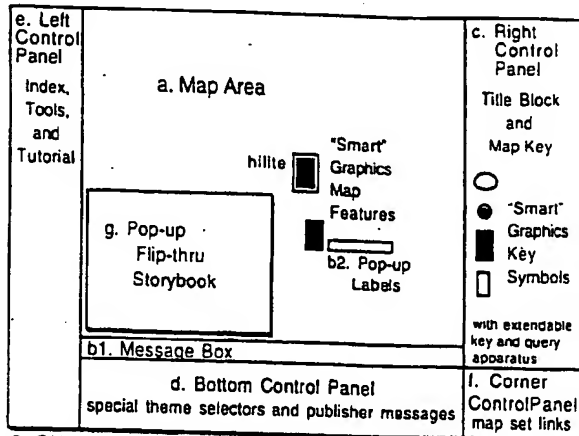 e. Left
Control
Panel
Index,
Tools,
and
Tutorial
a. Map Area
hilite
"Smart"
Graphics
Map
Features
b2. Pop-up
Labels
g. Pop-up
Flip-thru
Storybook
b1. Message Box
d. Bottom Control Panel
special theme selectors and publisher messages
c. Right
Control
Panel
Title Block
and
Map Key
"Smart"
Graphics
Key
Symbols
with extendable
key and query
apparatus
f. Corner
ControlPanel
map set links